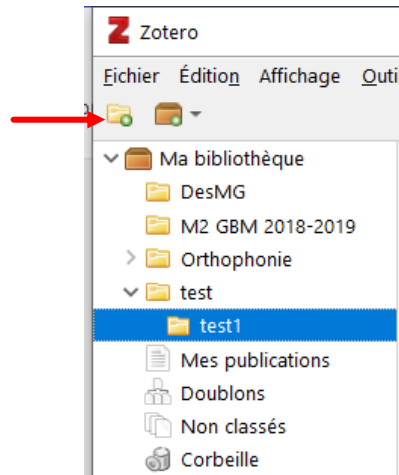 Zotero
Fichier Édition Affichage Outi
Ma bibliothèque
DesMG
M2 GBM 2018-2019
Orthophonie
test
test1
Mes publications
Doublons
Non classés
Corbeille